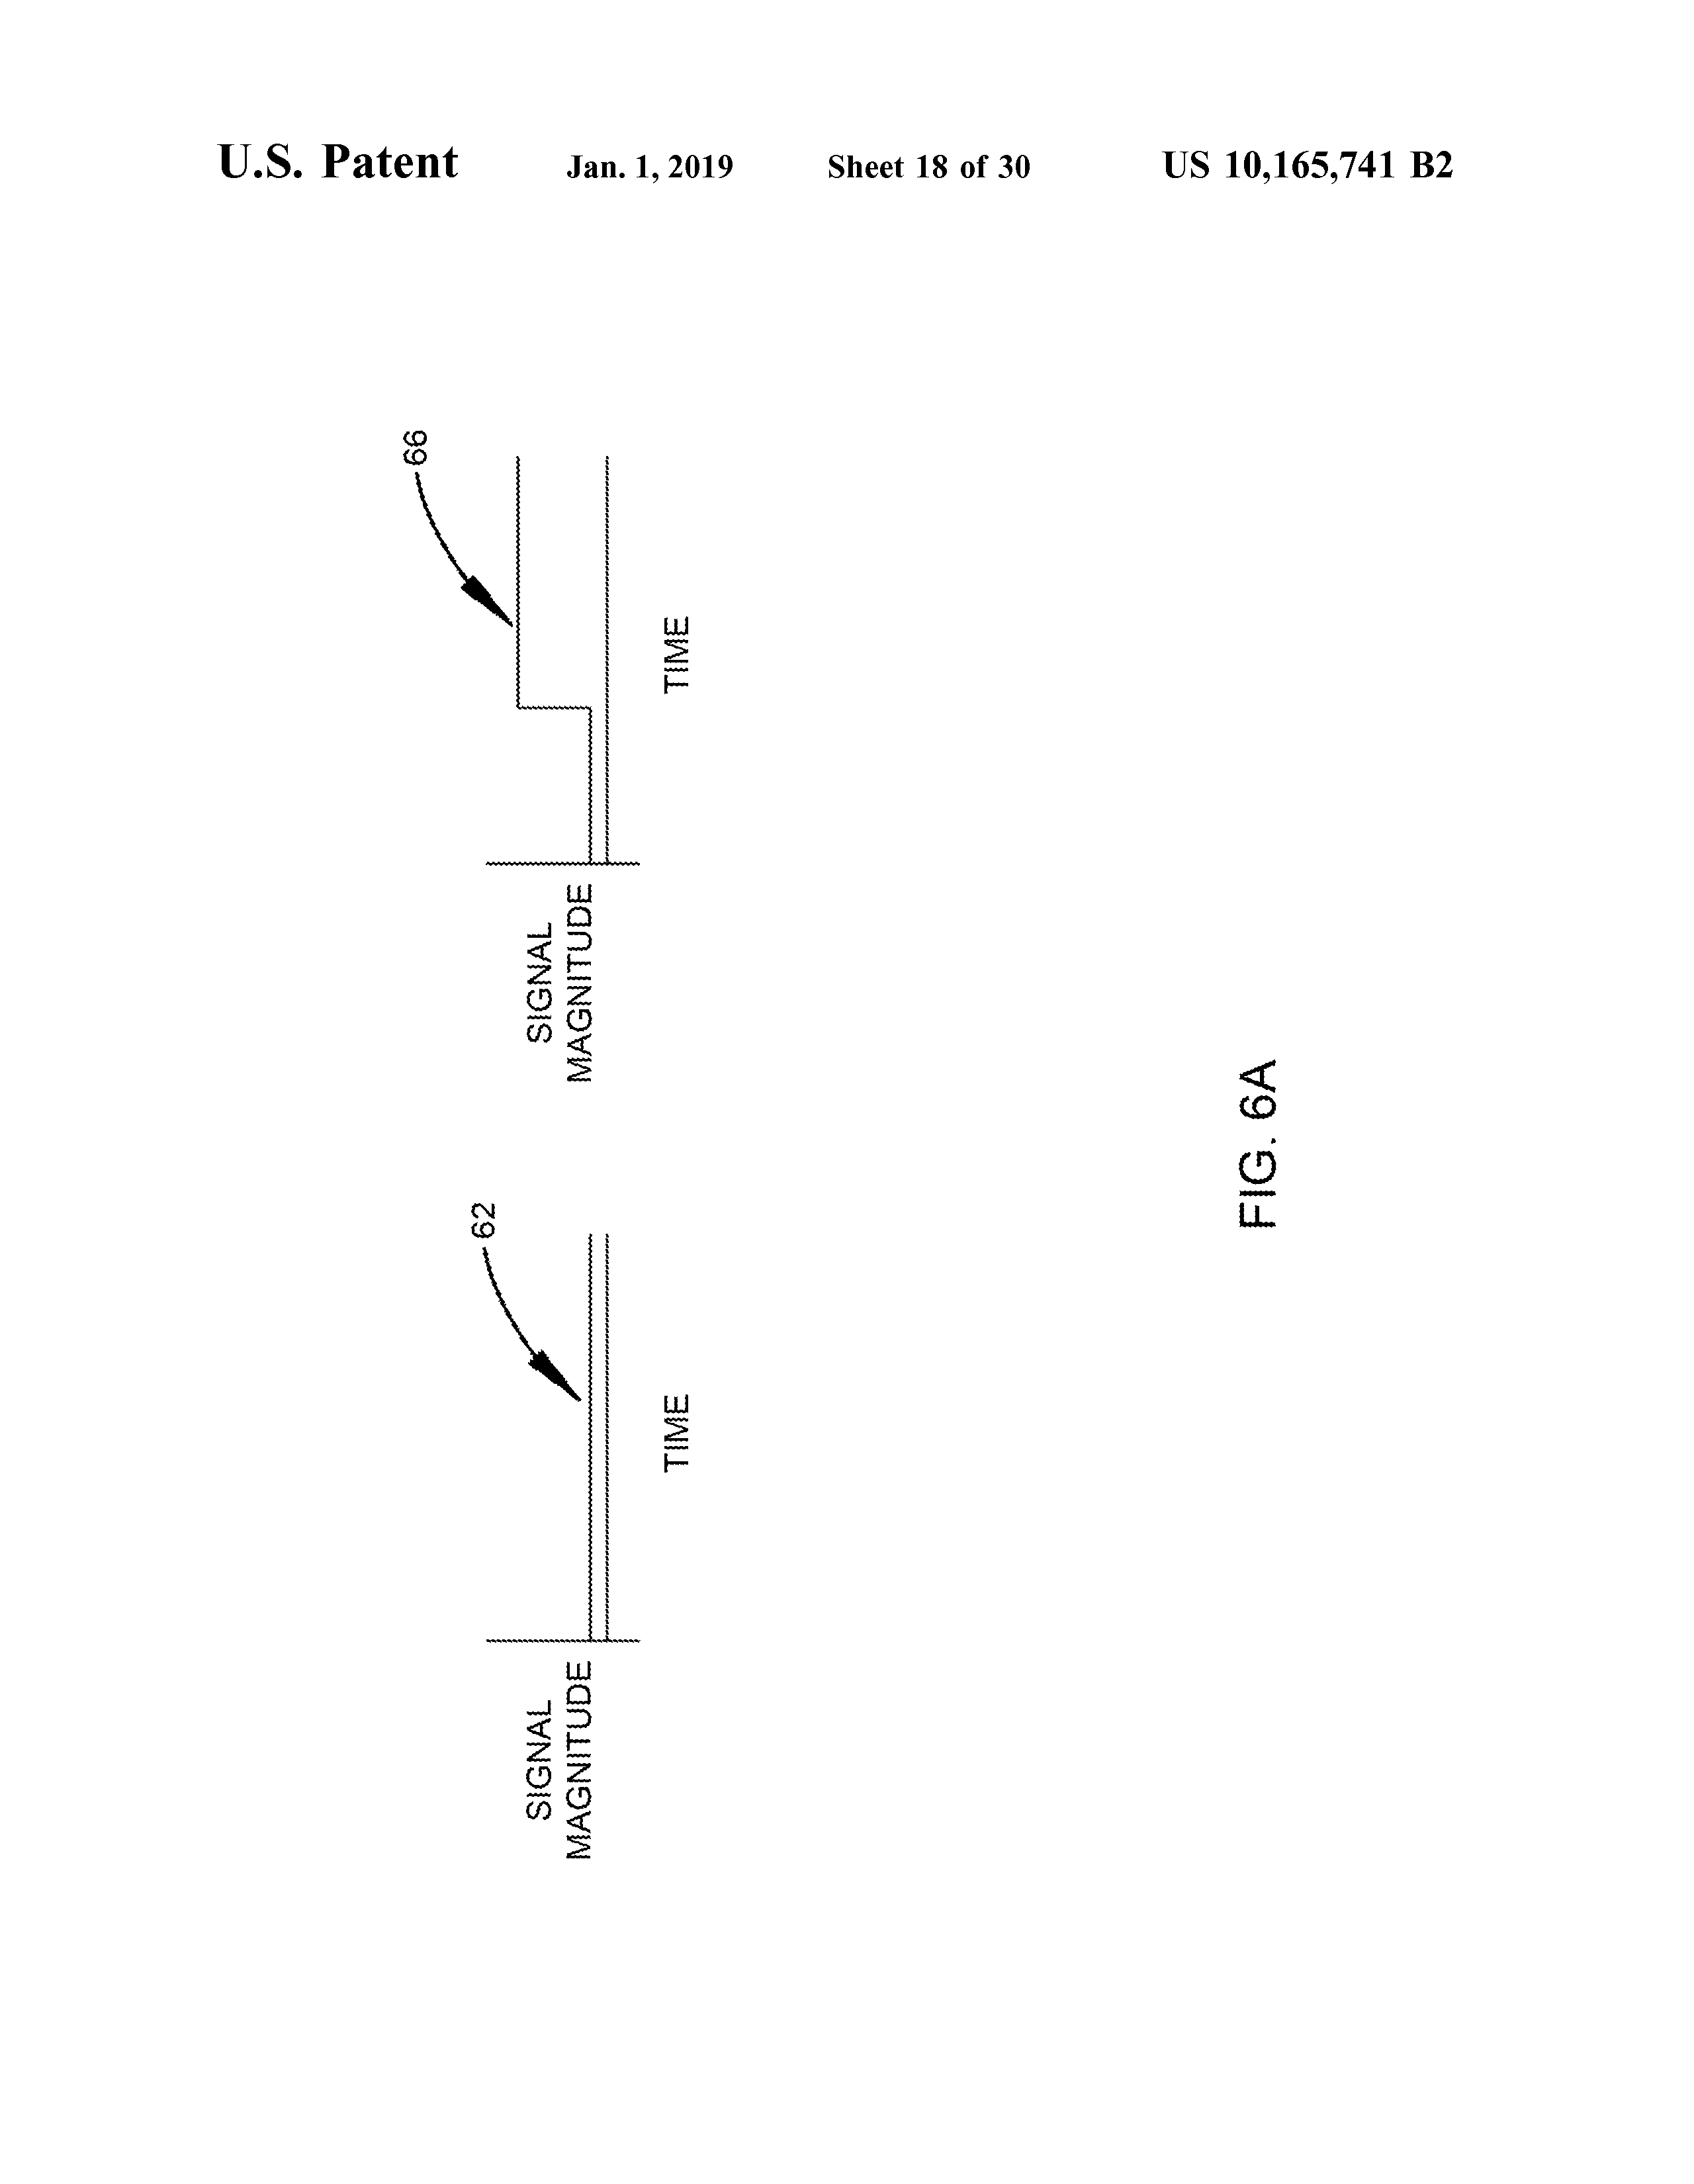 U.S. Patent Jan. 1, 2019 Sheet 18 of 30 US 10,165,741 B2
SIGNAL
MAGNITUDE
62
TIME
SIGNAL
MAGNITUDE
66
TIME
FIG. 6A